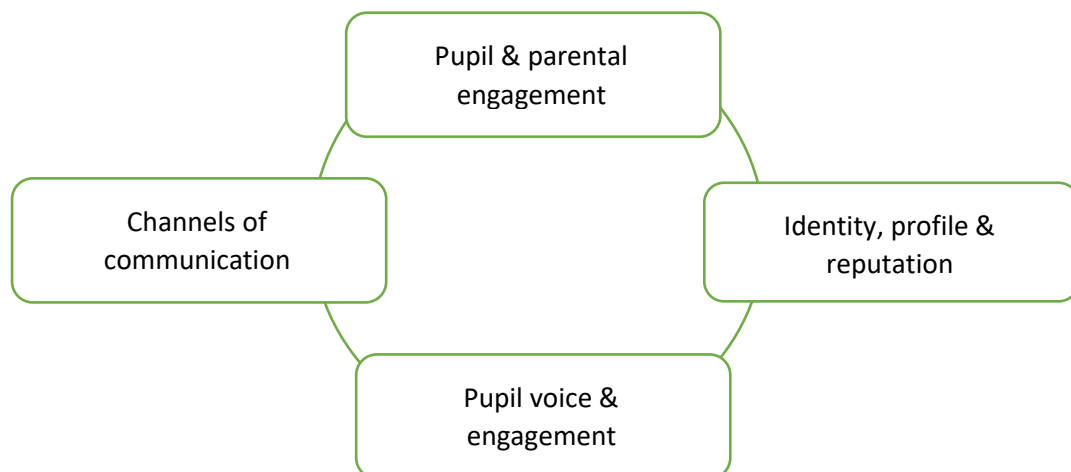 Pupil & parental
engagement
Channels of
communication
Identity, profile &
reputation
Pupil voice &
engagement